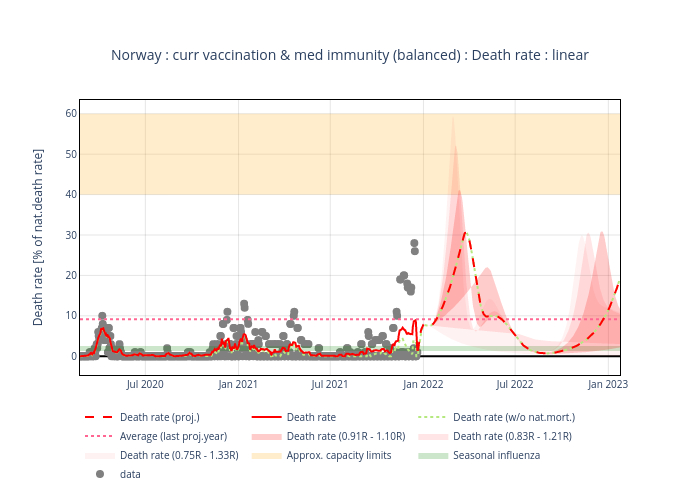 Norway : curr vaccination & med immunity (balanced) : Death rate : linear
Death rate [% of nat.death rate]
60
50
40
30
20
10
0
Jul 2020 Jan 2021 Jul 2021 Jan 2022 Jul 2022 Jan 2023
Death rate (proj.) Death rate Death rate (w/o nat.mort.)
Average (last proj.year) Death rate (0.91R - 1.10R) Death rate (0.83R - 1.21R)
Death rate (0.75R - 1.33R) Approx. capacity limits Seasonal influenza
data